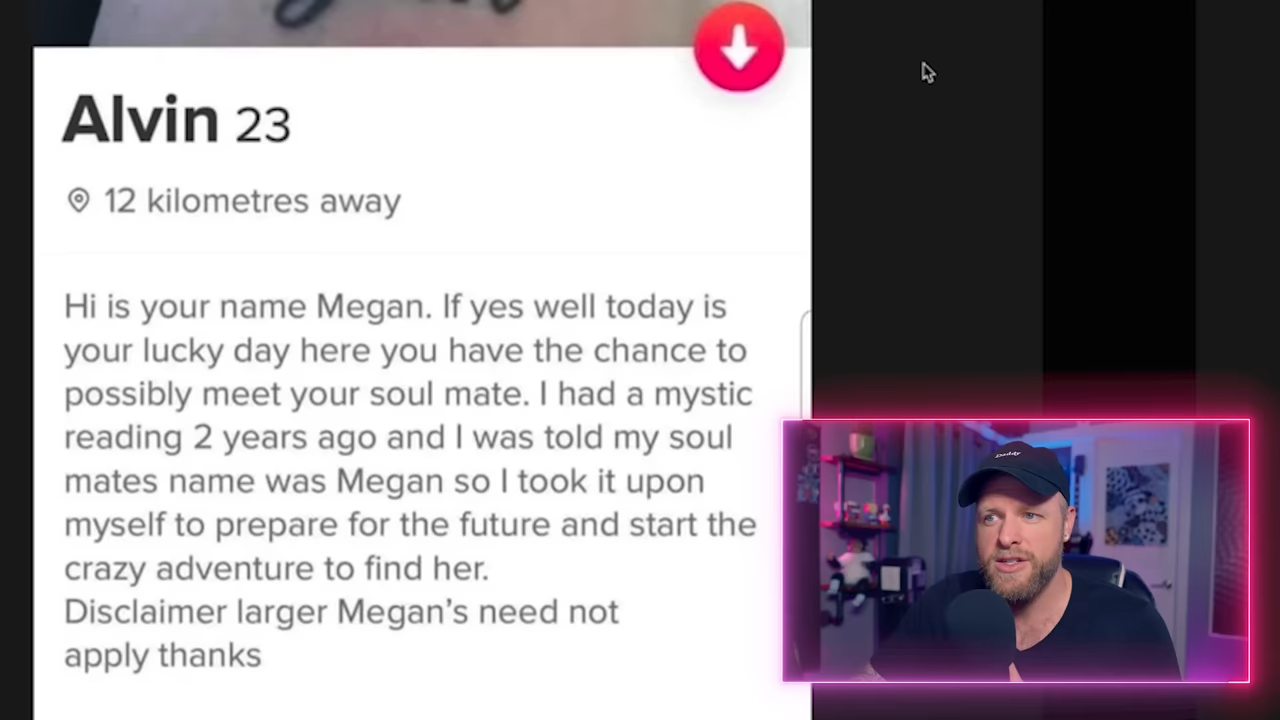 Alvin 23
12 kilometres away
Hi is your name Megan. If yes well today is
your lucky day here you have the chance to
possibly meet your soul mate. I had a mystic
reading 2 years ago and I was told my soul
mates name was Megan so I took it upon
myself to prepare for the future and start the
crazy adventure to find her.
Disclaimer larger Megan's need not
apply thanks
Daddy